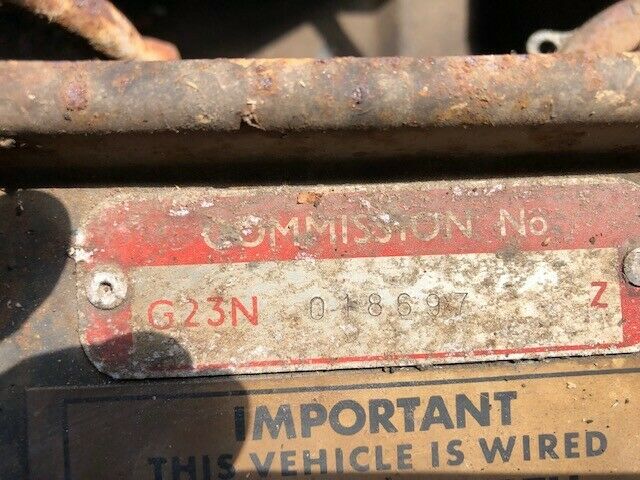 COMMISSION No
G23N 018697 Z
IMPORTANT
THIS VEHICLE IS WIRED